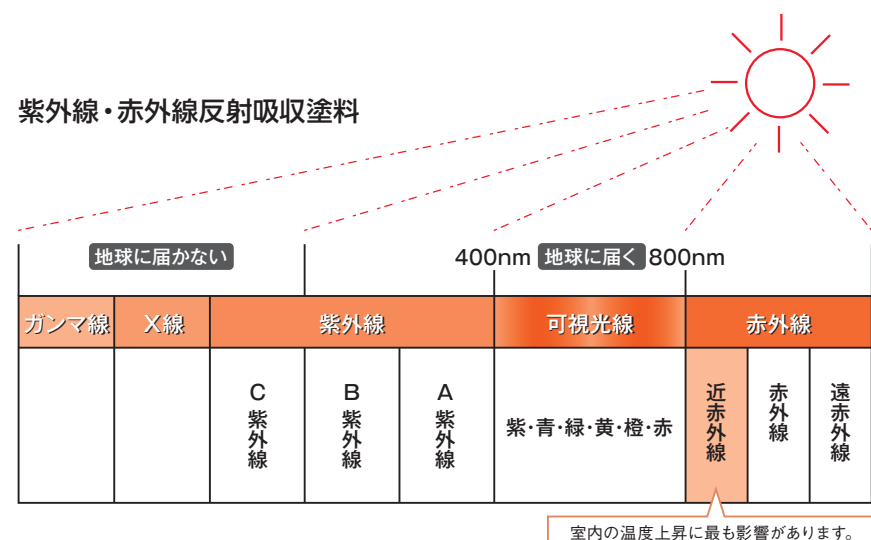 紫外線・赤外線反射吸収塗料
地球に届かない
400nm 地球に届く 800nm
ガンマ線 X線 紫外線 可視光線 赤外線
C紫外線
B紫外線
A紫外線
紫・青・緑・黄・橙・赤
近赤外線
赤外線
遠赤外線
室内の温度上昇に最も影響があります。